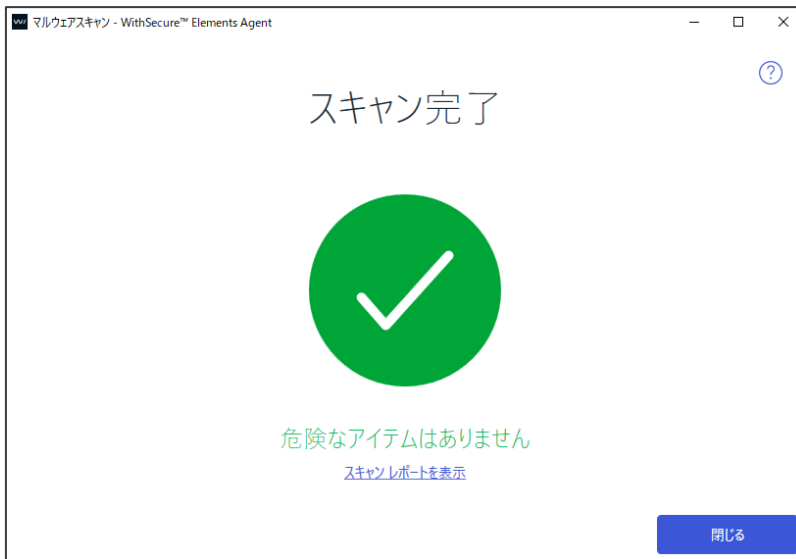 マルウェアスキャン - WithSecure™ Elements Agent
?
スキャン完了
危険なアイテムはありません
スキャン レポートを表示
閉じる